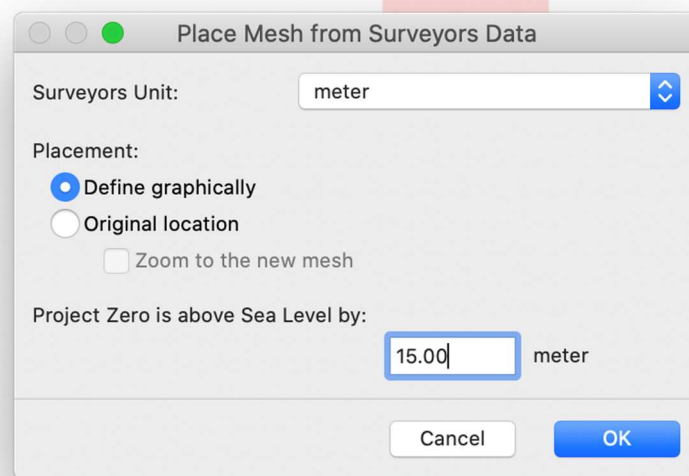 Place Mesh from Surveyors Data
Surveyors Unit: meter
Placement:
Define graphically
Original location
Zoom to the new mesh
Project Zero is above Sea Level by:
15.00 meter
Cancel OK